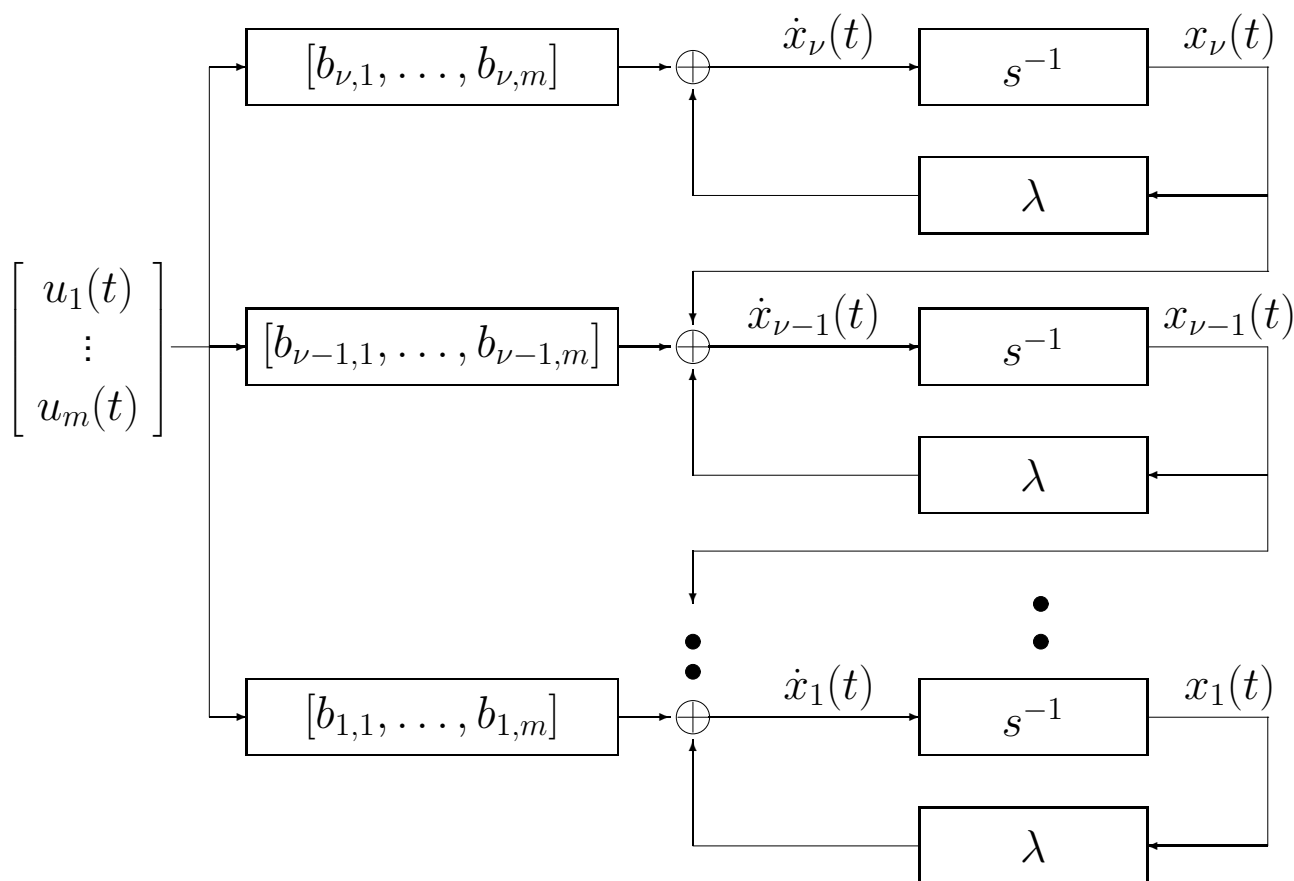 [b_{ν,1}, . . . , b_{ν,m}]
ẋ_ν(t)
s^{−1}
x_ν(t)
λ
u_1(t)
⋮
u_m(t)
[b_{ν−1,1}, . . . , b_{ν−1,m}]
ẋ_{ν−1}(t)
s^{−1}
x_{ν−1}(t)
λ
[b_{1,1}, . . . , b_{1,m}]
ẋ_1(t)
s^{−1}
x_1(t)
λ